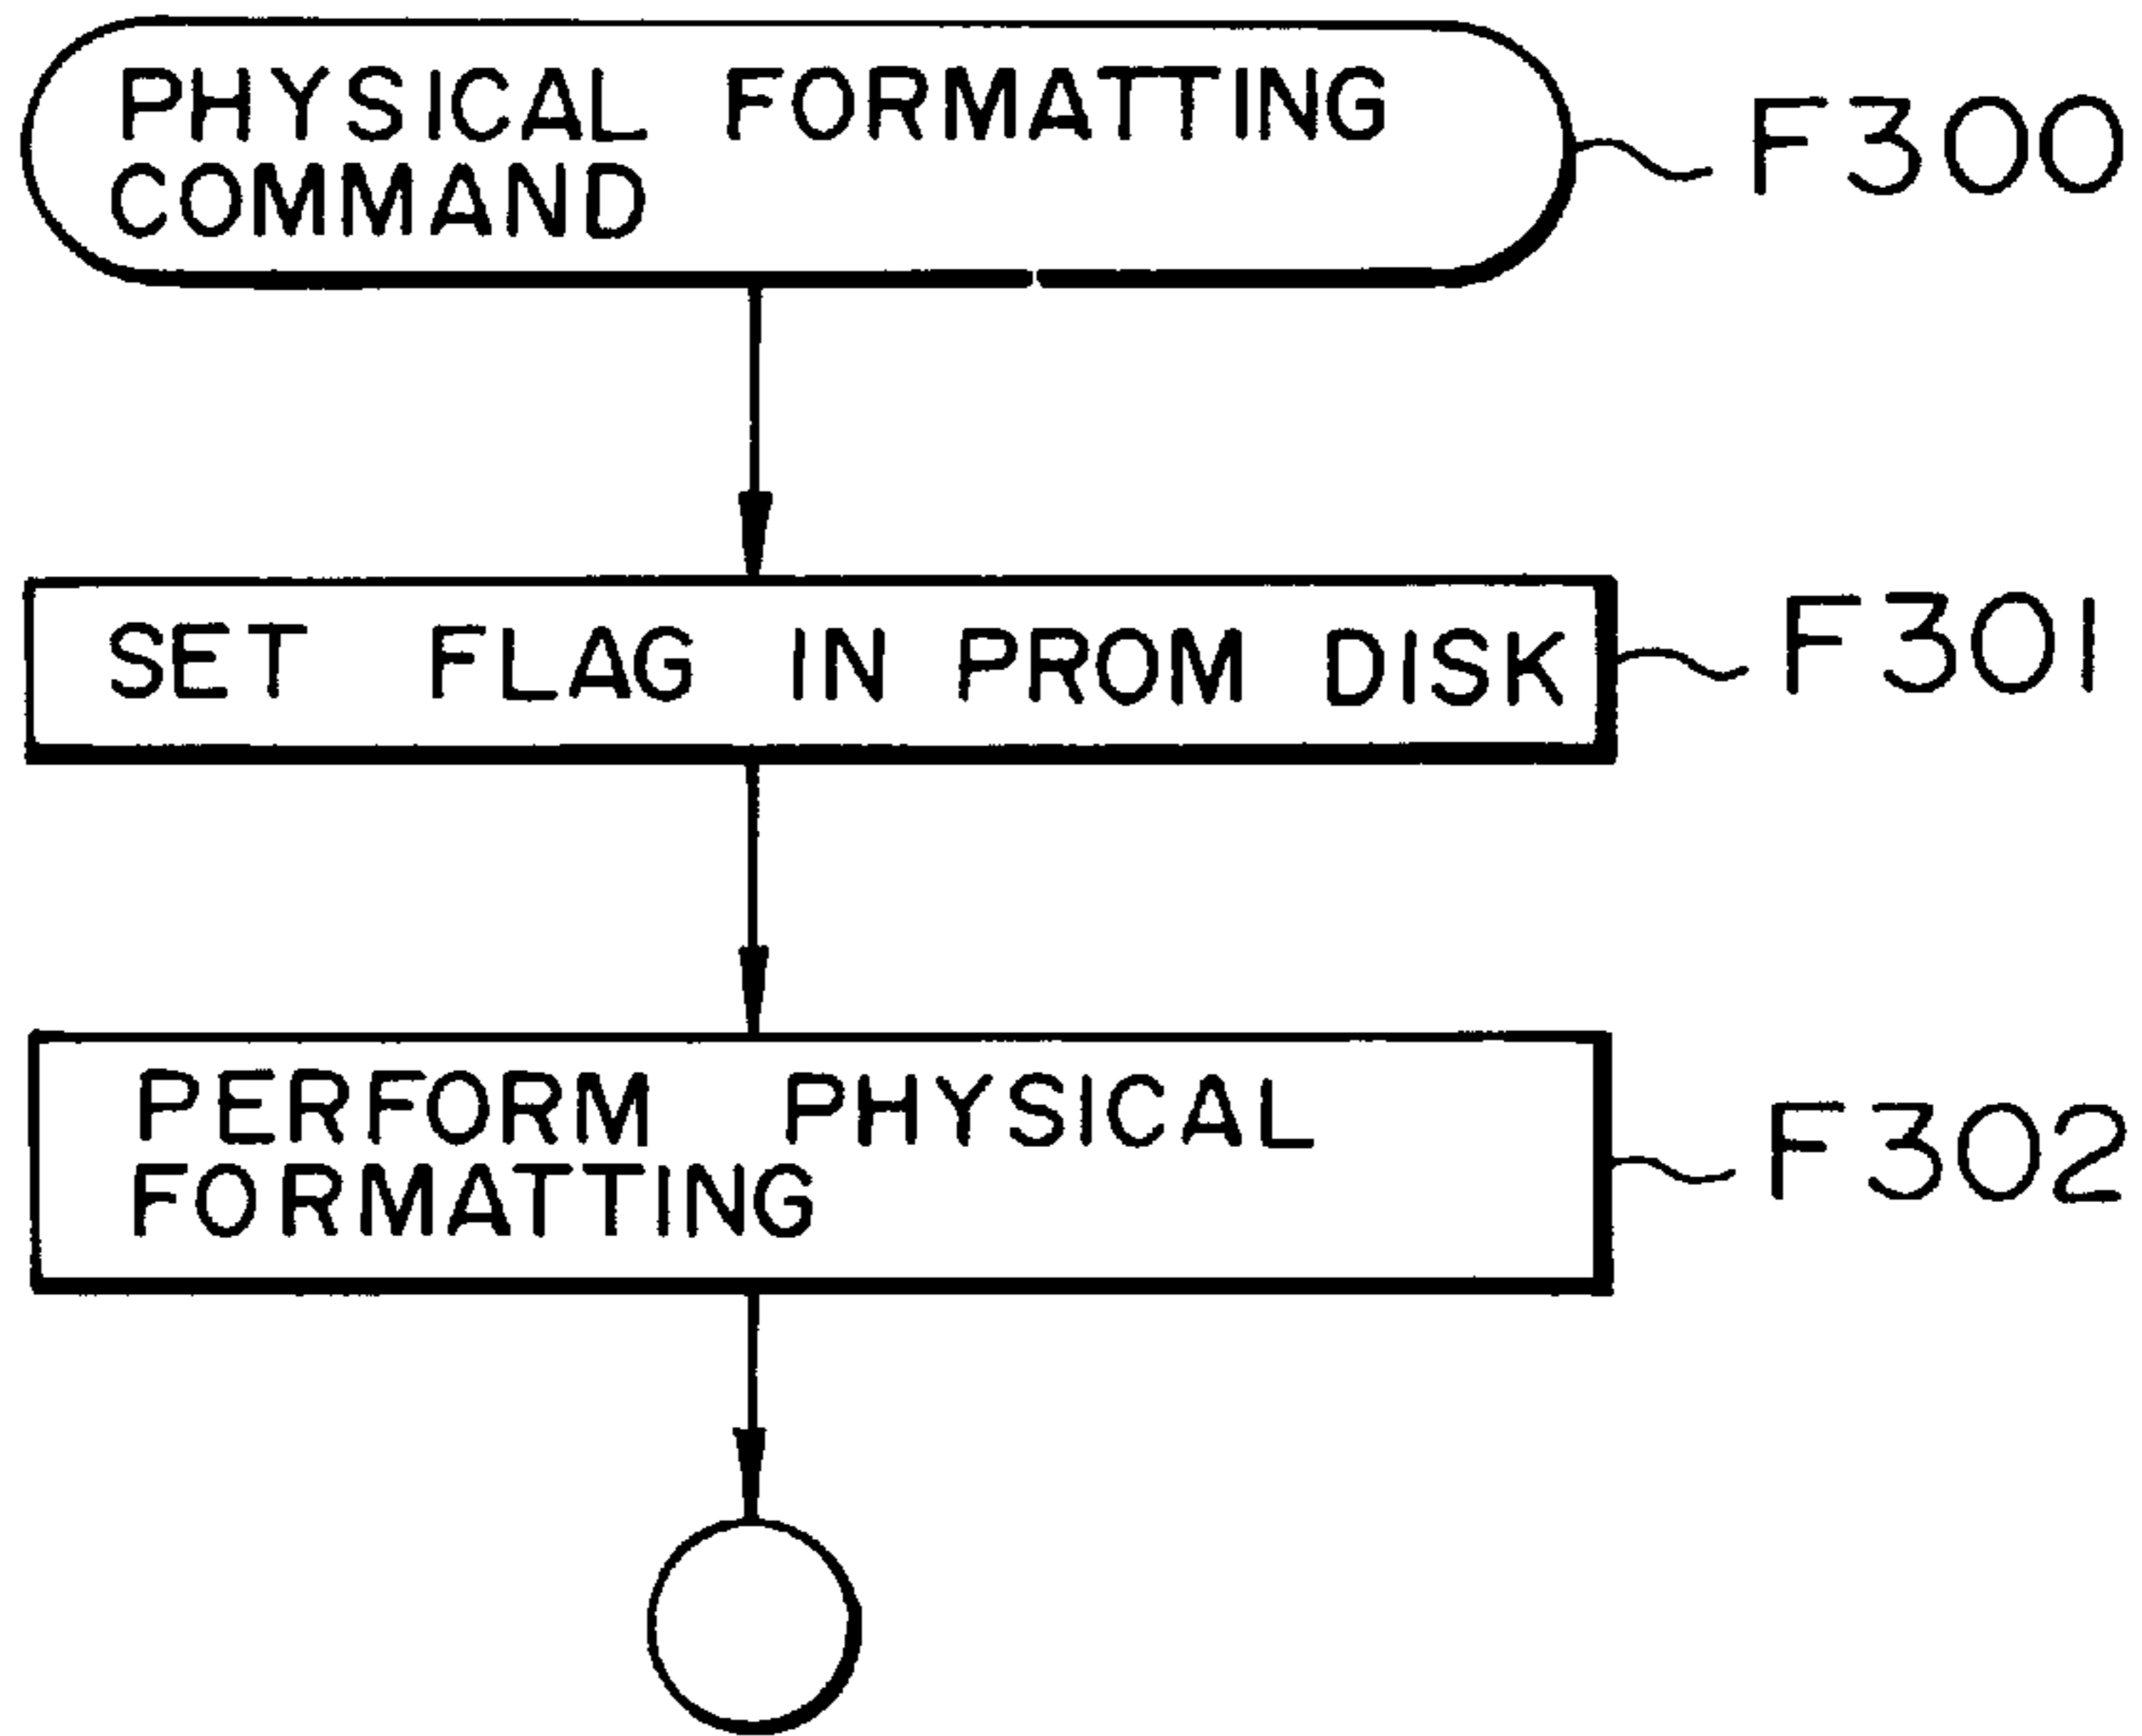 PHYSICAL FORMATTING
COMMAND
F300
SET FLAG IN PROM DISK
F301
PERFORM PHYSICAL
FORMATTING
F302